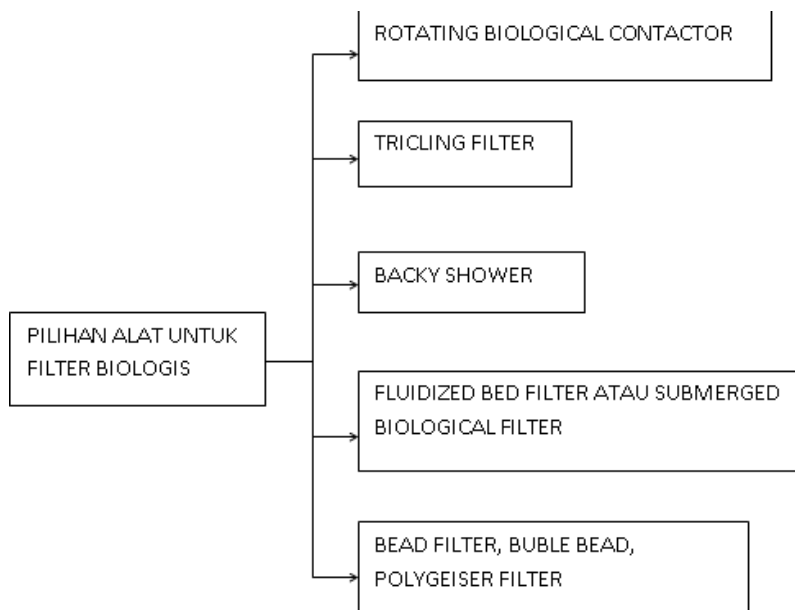 ROTATING BIOLOGICAL CONTACTOR
TRICLING FILTER
BACKY SHOWER
PILIHAN ALAT UNTUK
FILTER BIOLOGIS
FLUIDIZED BED FILTER ATAU SUBMERGED
BIOLOGICAL FILTER
BEAD FILTER, BUBLE BEAD,
POLYGEISER FILTER